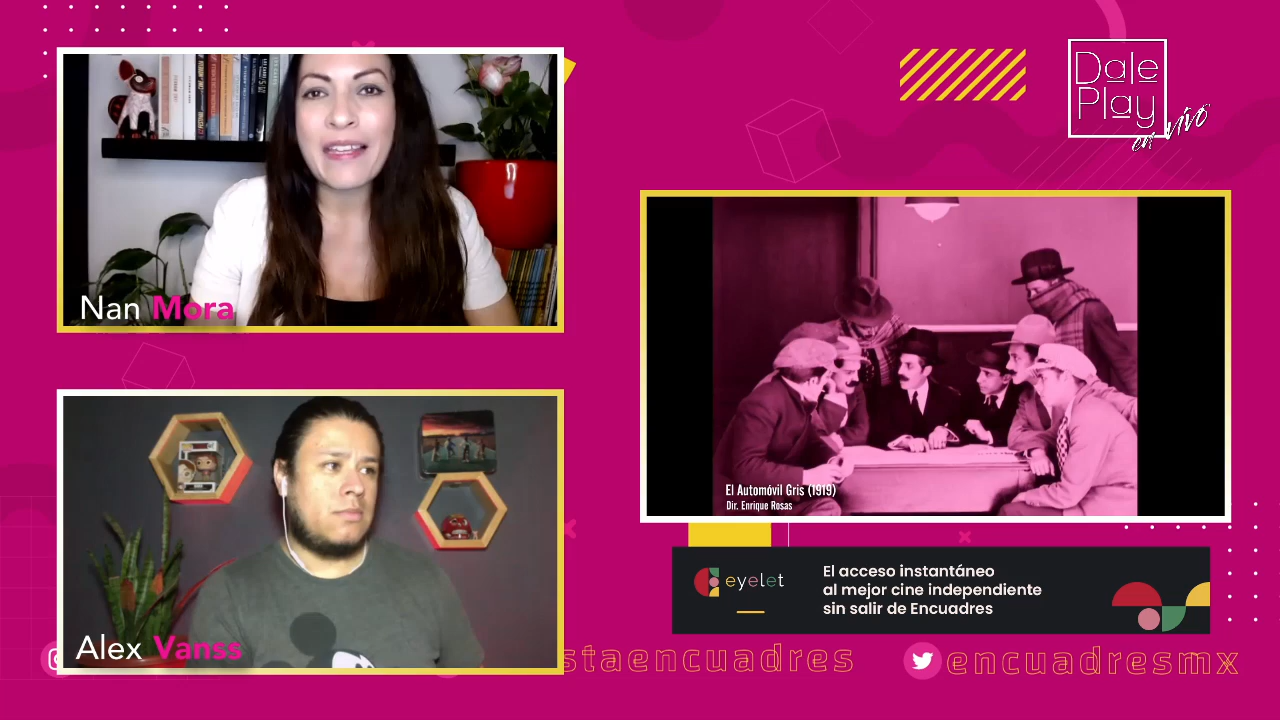 Dale
Play
en vivo
Nan Mora
El Automóvil Gris (1919)
Dir. Enrique Rosas
eyelet
El acceso instantáneo
al mejor cine independiente
sin salir de Encuadres
Alex Vanss
staencuadres
encuadresmx